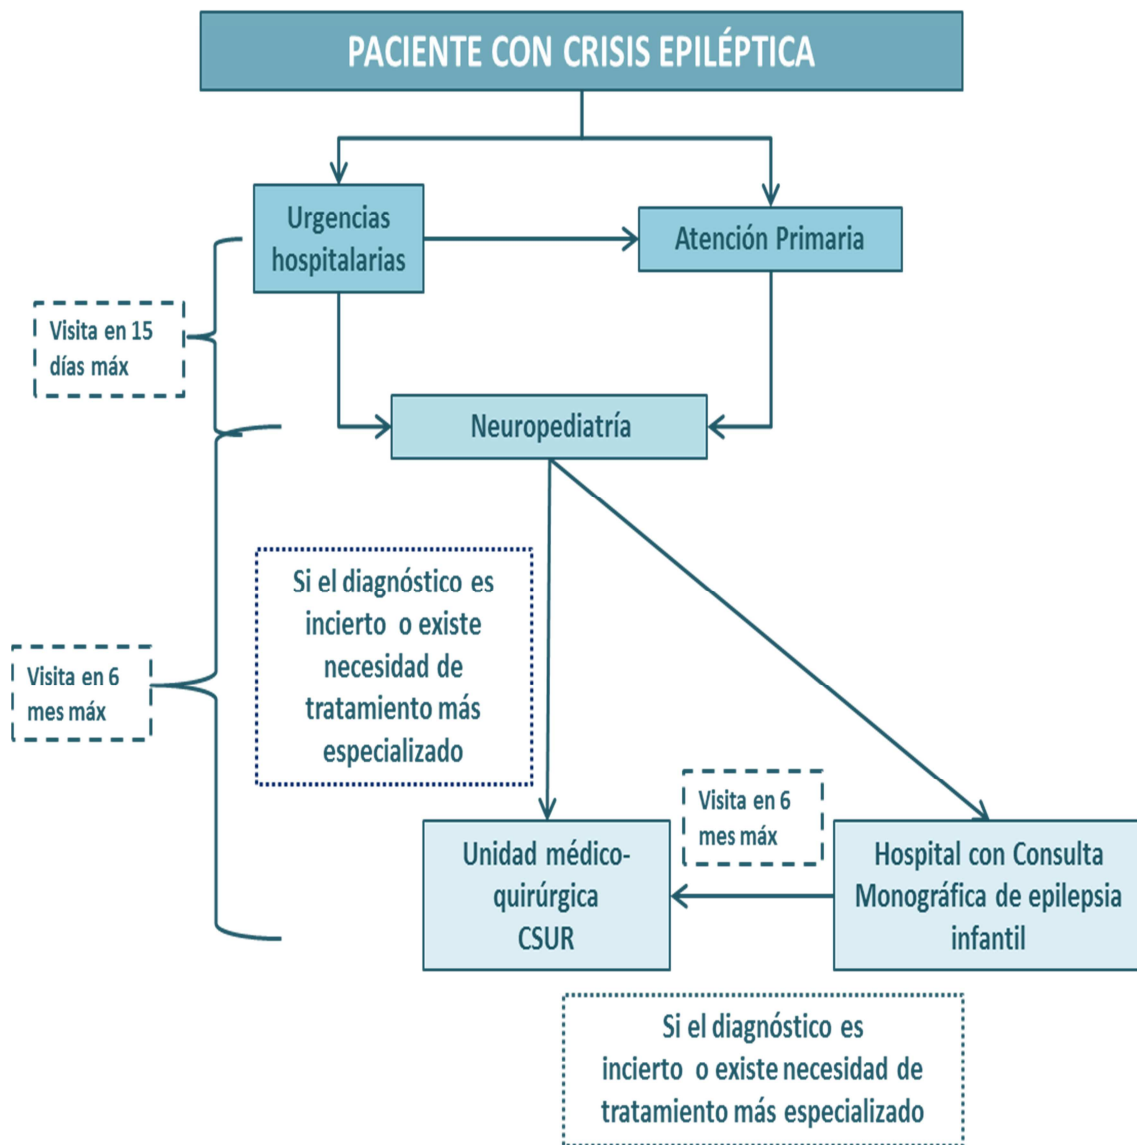 PACIENTE CON CRISIS EPILÉPTICA
Urgencias
hospitalarias
Atención Primaria
Visita en 15
días máx
Neuropediatría
Si el diagnóstico es
incierto o existe
necesidad de
tratamiento más
especializado
Visita en 6
mes máx
Visita en 6
mes máx
Unidad médico-
quirúrgica
CSUR
Hospital con Consulta
Monográfica de epilepsia
infantil
Si el diagnóstico es
incierto o existe necesidad de
tratamiento más especializado